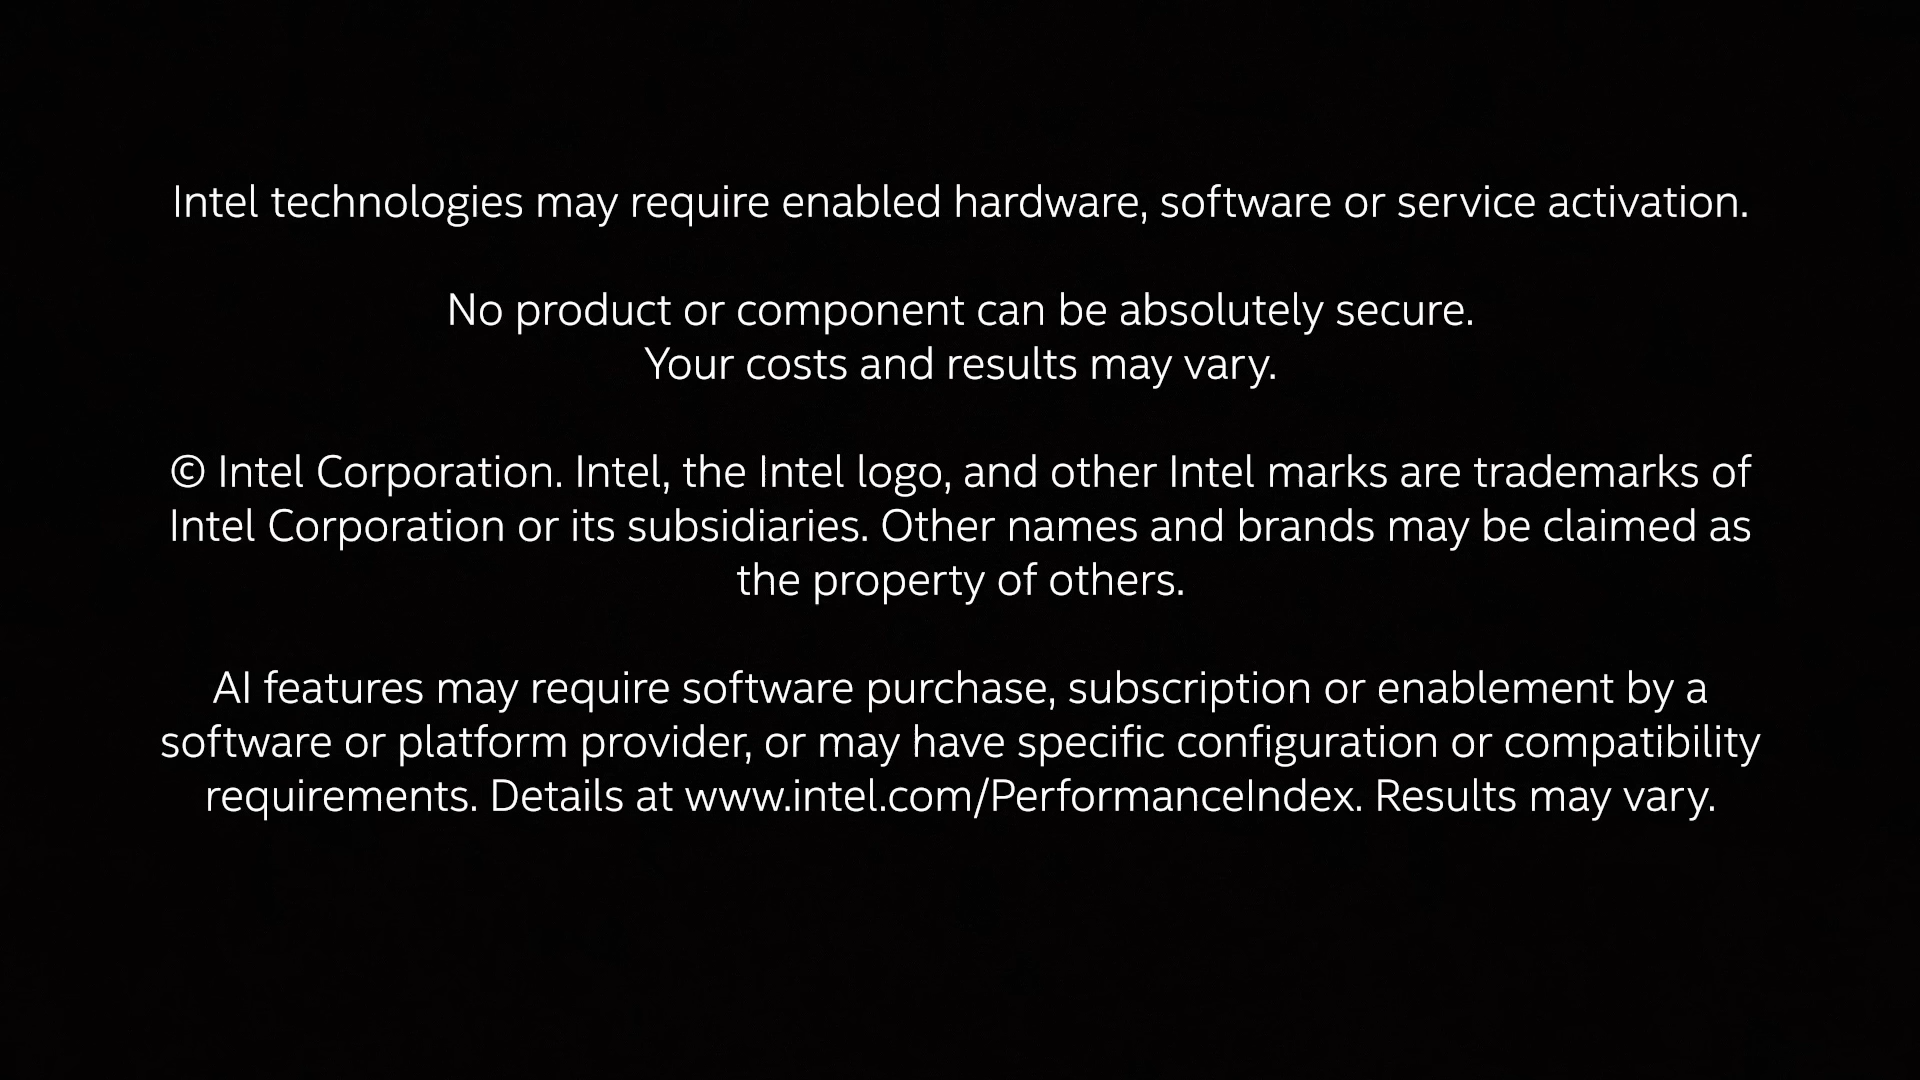 Intel technologies may require enabled hardware, software or service activation.
No product or component can be absolutely secure.
Your costs and results may vary.
© Intel Corporation. Intel, the Intel logo, and other Intel marks are trademarks of
Intel Corporation or its subsidiaries. Other names and brands may be claimed as
the property of others.
AI features may require software purchase, subscription or enablement by a
software or platform provider, or may have specific configuration or compatibility
requirements. Details at www.intel.com/PerformanceIndex. Results may vary.